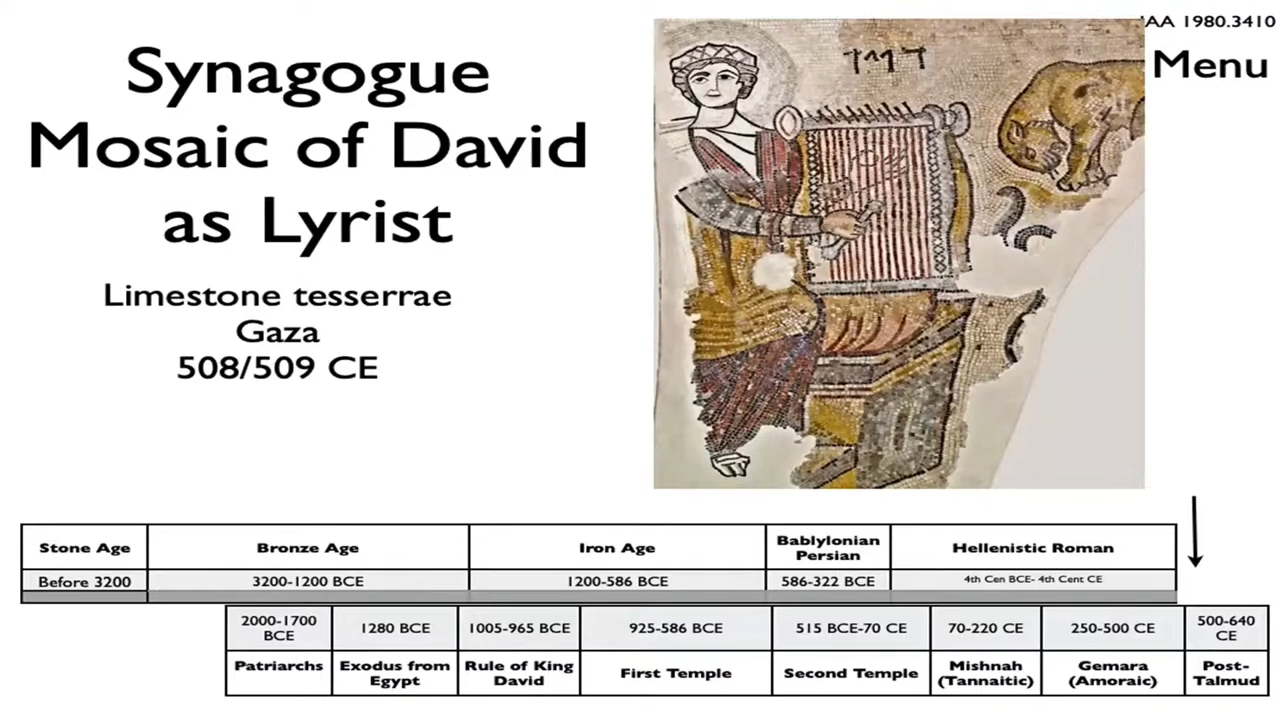 IAA 1980.3410
Menu
Synagogue
Mosaic of David
as Lyrist
Limestone tesserrae
Gaza
508/509 CE
דויד
Stone Age
Bronze Age
Iron Age
Bablylonian
Persian
Hellenistic Roman
Before 3200
3200-1200 BCE
1200-586 BCE
586-322 BCE
4th Cen BCE- 4th Cent CE
2000-1700
BCE
1280 BCE
1005-965 BCE
925-586 BCE
515 BCE-70 CE
70-220 CE
250-500 CE
500-640
CE
Patriarchs
Exodus from
Egypt
Rule of King
David
First Temple
Second Temple
Mishnah
(Tannaitic)
Gemara
(Amoraic)
Post-
Talmud